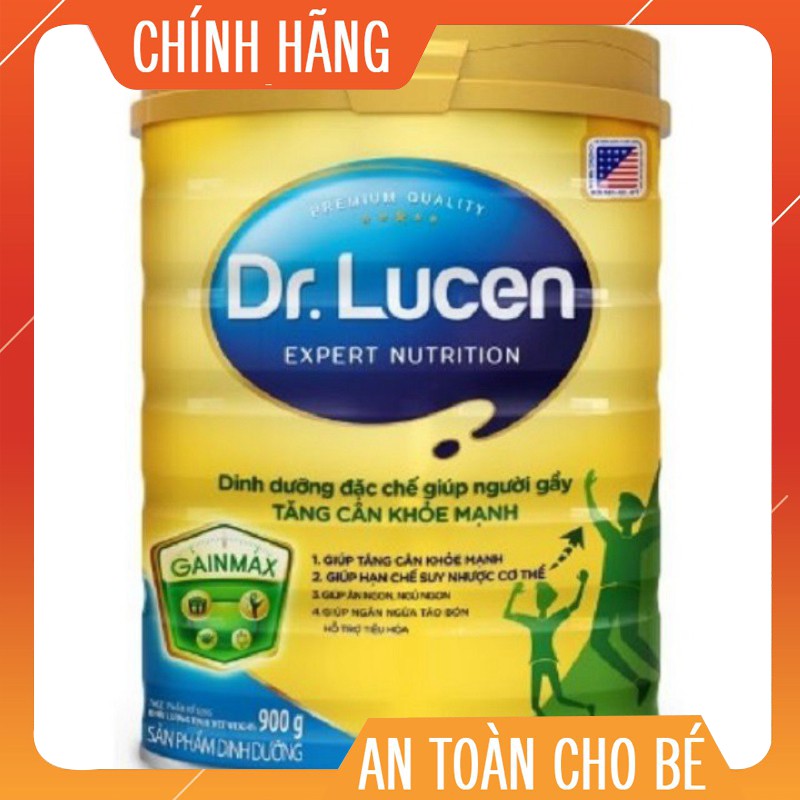 CHÍNH HÃNG
PREMIUM QUALITY
Dr. Lucen
EXPERT NUTRITION
Dinh dưỡng đặc chế giúp người gầy
TĂNG CÂN KHỎE MẠNH
GAINMAX
1. GIÚP TĂNG CÂN KHỎE MẠNH
2. GIÚP HẠN CHẾ SUY NHƯỢC CƠ THỂ
3. GIÚP ĂN NGON, NGỦ NGON
4. GIÚP NGĂN NGỪA TÁO BÓN
HỖ TRỢ TIÊU HÓA
900 g
SẢN PHẨM DINH DƯỠNG
AN TOÀN CHO BÉ